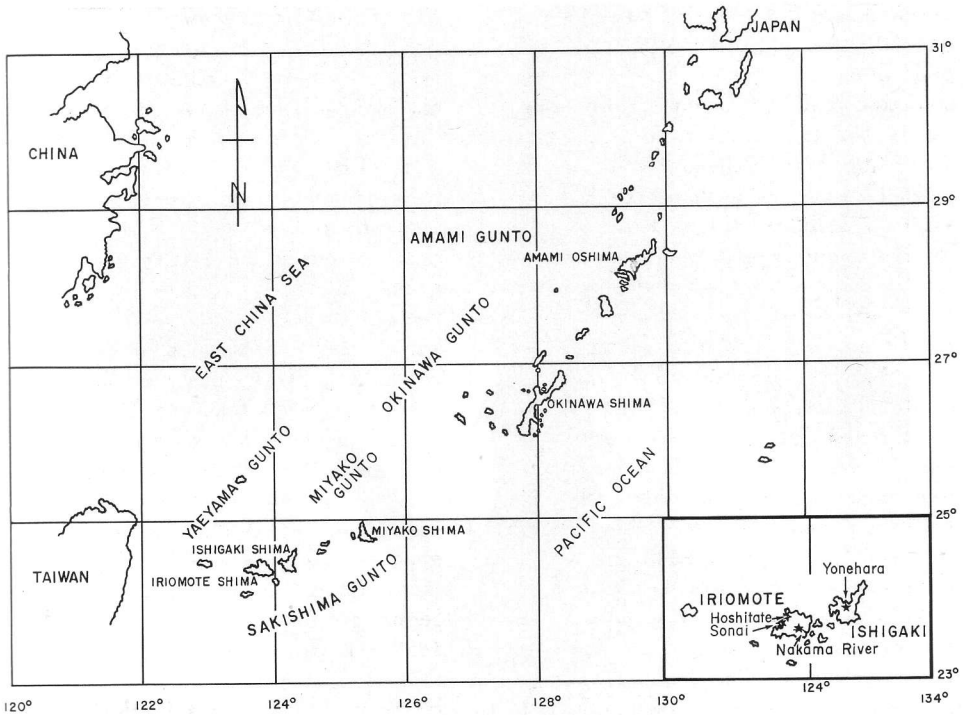 JAPAN
31°
CHINA
N
29°
AMAMI GUNTO
AMAMI OSHIMA
EAST CHINA SEA
OKINAWA GUNTO
27°
OKINAWA SHIMA
YAEYAMA GUNTO
MIYAKO
GUNTO
PACIFIC OCEAN
25°
MIYAKO SHIMA
ISHIGAKI SHIMA
TAIWAN
IRIOMOTE SHIMA
SAKISHIMA GUNTO
Yonehara
IRIOMOTE
Hoshitate
Sonai
ISHIGAKI
Nakama River
23°
120°
122°
124°
126°
128°
130°
124°
134°